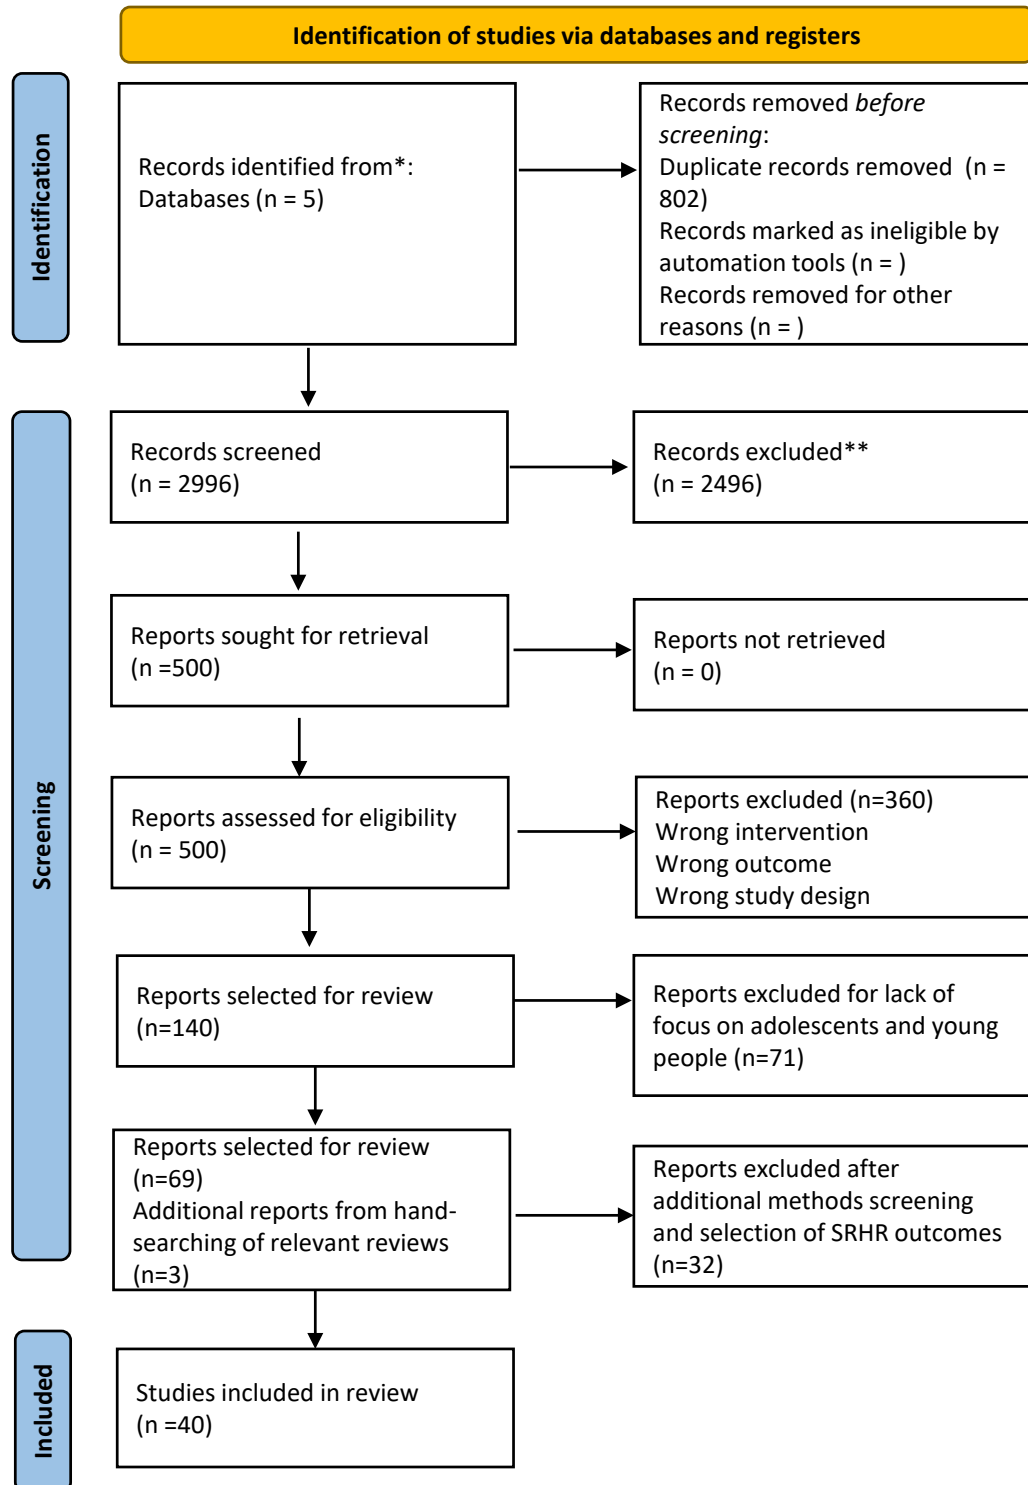 Identification of studies via databases and registers
Identification
Records identified from*:
Databases (n = 5)
Records removed before
screening:
Duplicate records removed  (n =
802)
Records marked as ineligible by
automation tools (n = )
Records removed for other
reasons (n = )
Screening
Records screened
(n = 2996)
Records excluded**
(n = 2496)
Reports sought for retrieval
(n =500)
Reports not retrieved
(n = 0)
Reports assessed for eligibility
(n = 500)
Reports excluded (n=360)
Wrong intervention
Wrong outcome
Wrong study design
Reports selected for review
(n=140)
Reports excluded for lack of
focus on adolescents and young
people (n=71)
Reports selected for review
(n=69)
Additional reports from hand-
searching of relevant reviews
(n=3)
Reports excluded after
additional methods screening
and selection of SRHR outcomes
(n=32)
Included
Studies included in review
(n =40)